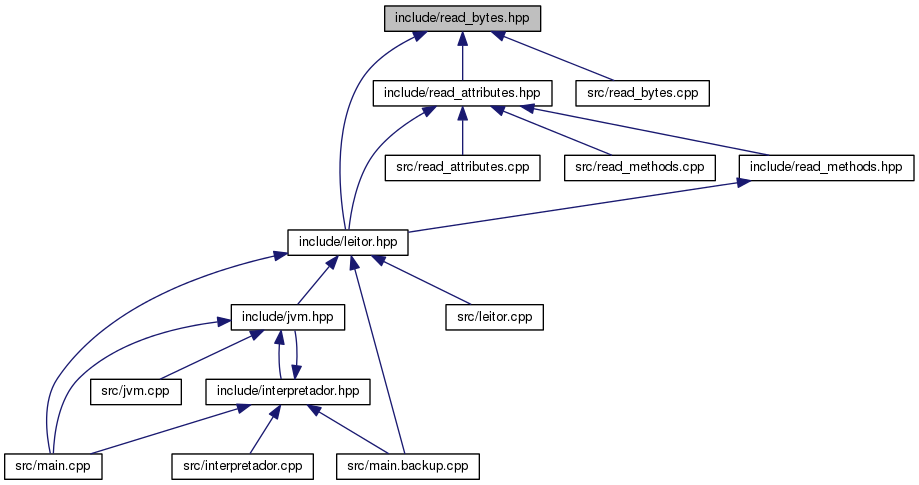 include/read_bytes.hpp
include/read_attributes.hpp
src/read_bytes.cpp
src/read_attributes.cpp
src/read_methods.cpp
include/read_methods.hpp
include/leitor.hpp
include/jvm.hpp
src/leitor.cpp
src/jvm.cpp
include/interpretador.hpp
src/main.cpp
src/interpretador.cpp
src/main.backup.cpp